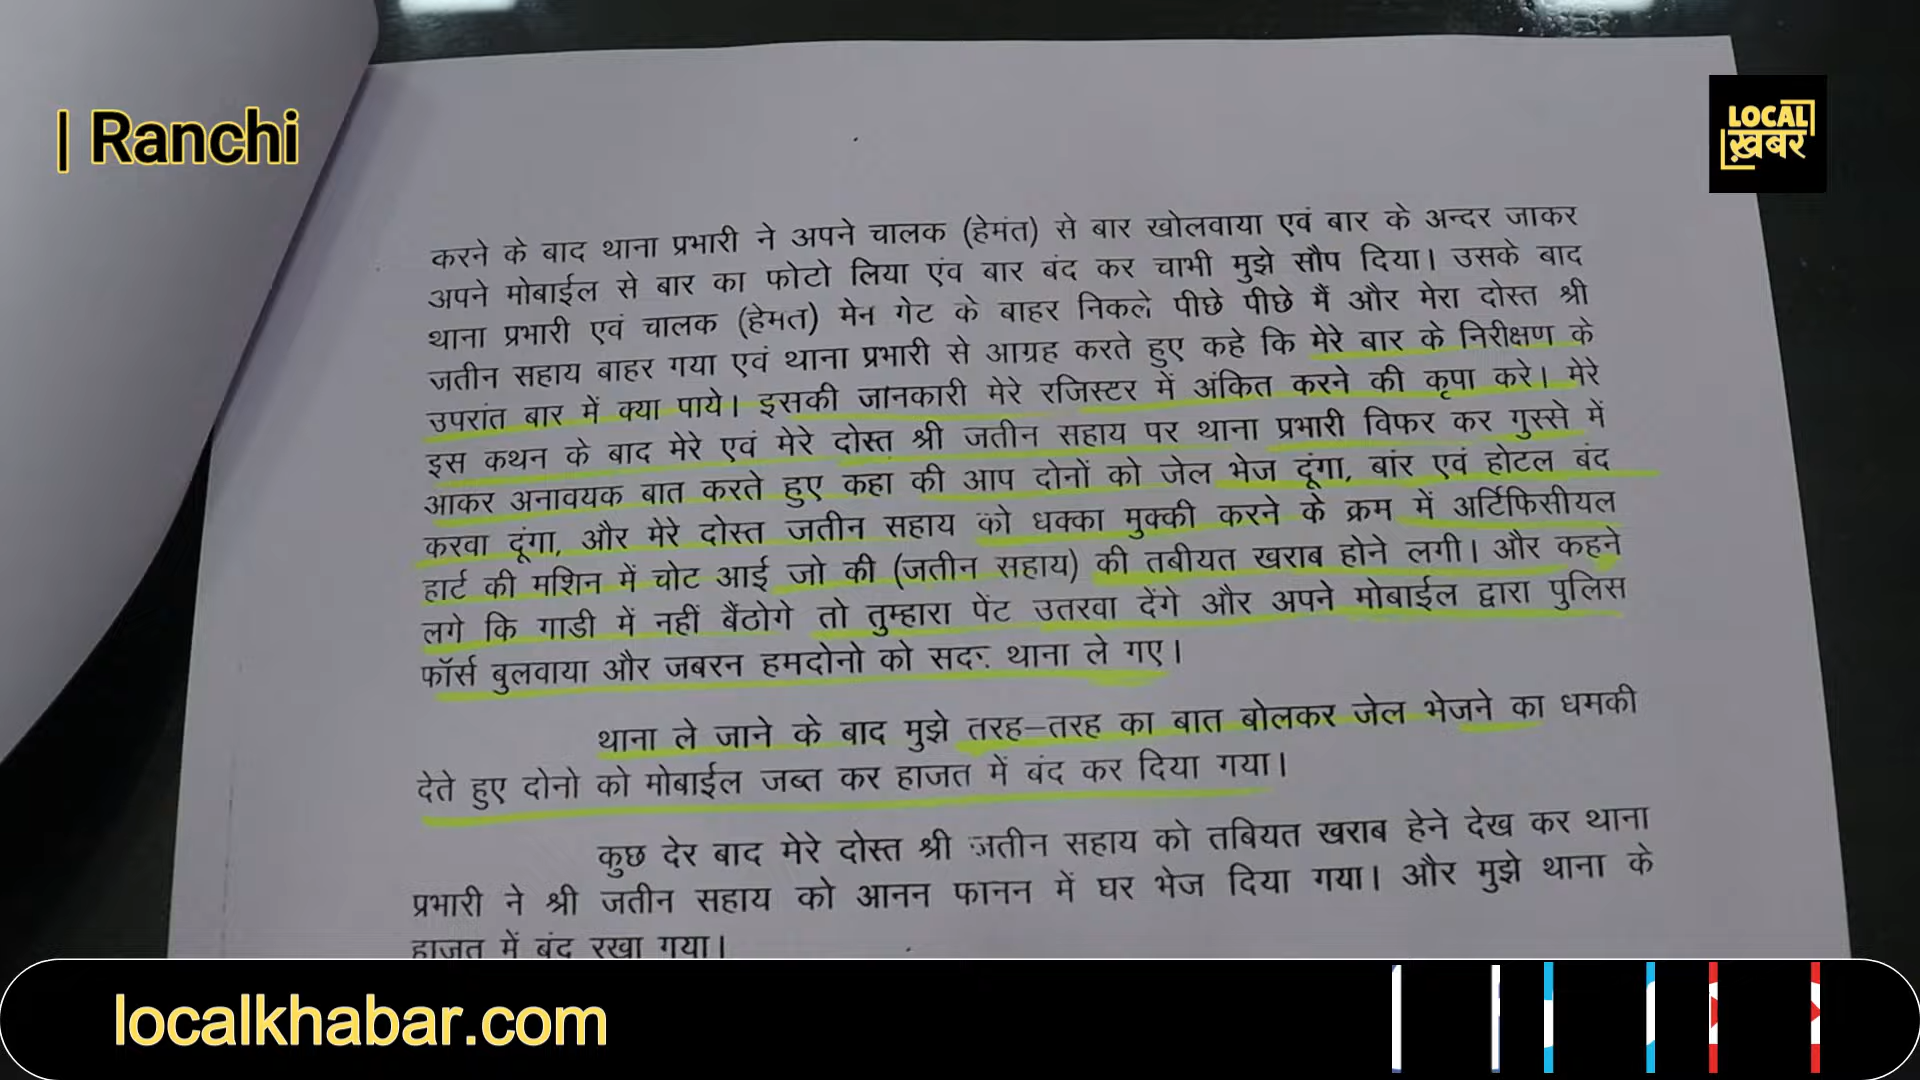 | Ranchi
LOCAL
ख़बर
करने के बाद थाना प्रभारी ने अपने चालक (हेमंत) से बार खोलवाया एवं बार के अन्दर जाकर
अपने मोबाईल से बार का फोटो लिया एंव बार बंद कर चाभी मुझे सौप दिया। उसके बाद
थाना प्रभारी एवं चालक (हेमत) मेन गेट के बाहर निकले पीछे पीछे मैं और मेरा दोस्त श्री
जतीन सहाय बाहर गया एवं थाना प्रभारी से आग्रह करते हुए कहे कि मेरे बार के निरीक्षण के
उपरांत बार में क्या पाये। इसकी जानकारी मेरे रजिस्टर में अंकित करने की कृपा करे। मेरे
इस कथन के बाद मेरे एवं मेरे दोस्त श्री जतीन सहाय पर थाना प्रभारी विफर कर गुस्से में
आकर अनावयक बात करते हुए कहा की आप दोनों को जेल भेज दूंगा, बांर एवं होटल बंद
करवा दूंगा, और मेरे दोस्त जतीन सहाय को धक्का मुक्की करने के क्रम में अर्टिफिसीयल
हार्ट की मशिन में चोट आई जो की (जतीन सहाय) की तबीयत खराब होने लगी। और कहने
लगे कि गाडी में नहीं बैंठोगे तो तुम्हारा पेंट उतरवा देंगे और अपने मोबाईल द्वारा पुलिस
फॉर्स बुलवाया और जबरन हमदोनो को सदर थाना ले गए।
थाना ले जाने के बाद मुझे तरह–तरह का बात बोलकर जेल भेजने का धमकी
देते हुए दोनो को मोबाईल जब्त कर हाजत में बंद कर दिया गया।
कुछ देर बाद मेरे दोस्त श्री जतीन सहाय को तबियत खराब हेने देख कर थाना
प्रभारी ने श्री जतीन सहाय को आनन फानन में घर भेज दिया गया। और मुझे थाना के
हाजत में बंद रखा गया।
localkhabar.com